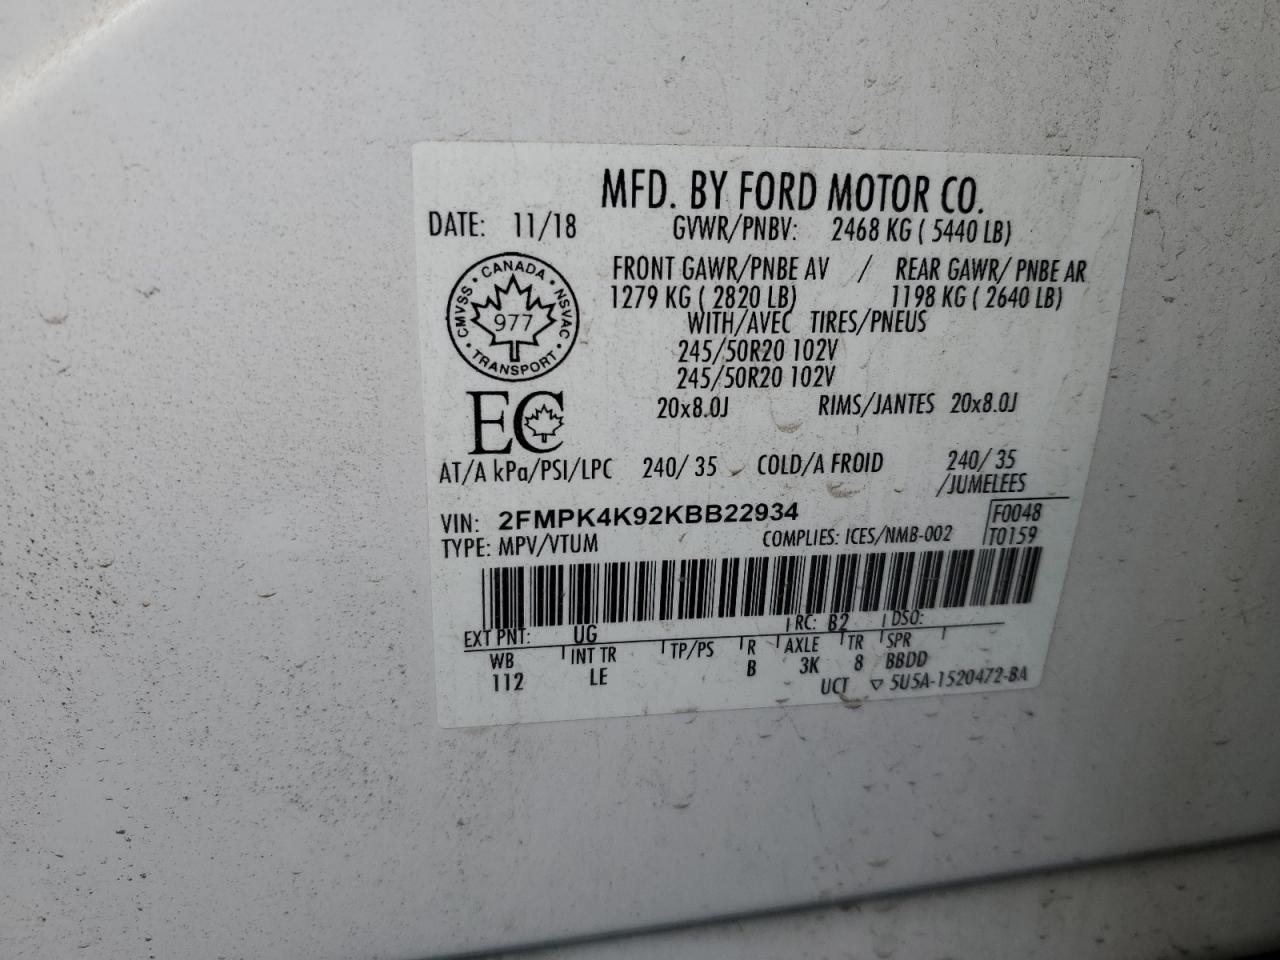 MFD. BY FORD MOTOR CO.
DATE: 11/18 GVWR/PNBV: 2468 KG ( 5440 LB)
FRONT GAWR/PNBE AV / REAR GAWR/ PNBE AR
1279 KG ( 2820 LB) 1198 KG ( 2640 LB)
WITH/AVEC TIRES/PNEUS
245/50R20 102V
245/50R20 102V
20x8.0J RIMS/JANTES 20x8.0J
CANADA · NSVAC · TRANSPORT · CMVSS ·
977
EC
AT/A kPa/PSI/LPC 240/ 35 COLD/A FROID 240/ 35
/JUMELEES
VIN: 2FMPK4K92KBB22934 F0048
TYPE: MPV/VTUM COMPLIES: ICES/NMB-002 T0159
EXT PNT: UG RC: B2 DSO:
WB INT TR TP/PS R AXLE TR SPR
112 LE B 3K 8 BBDD
UCT ▽ 5U5A-1520472-BA